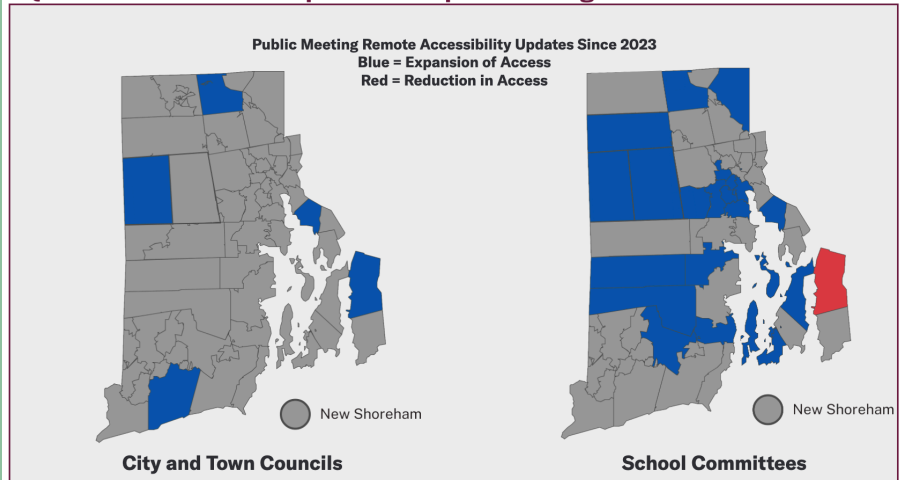 Public Meeting Remote Accessibility Updates Since 2023
Blue = Expansion of Access
Red = Reduction in Access
New Shoreham
New Shoreham
City and Town Councils
School Committees